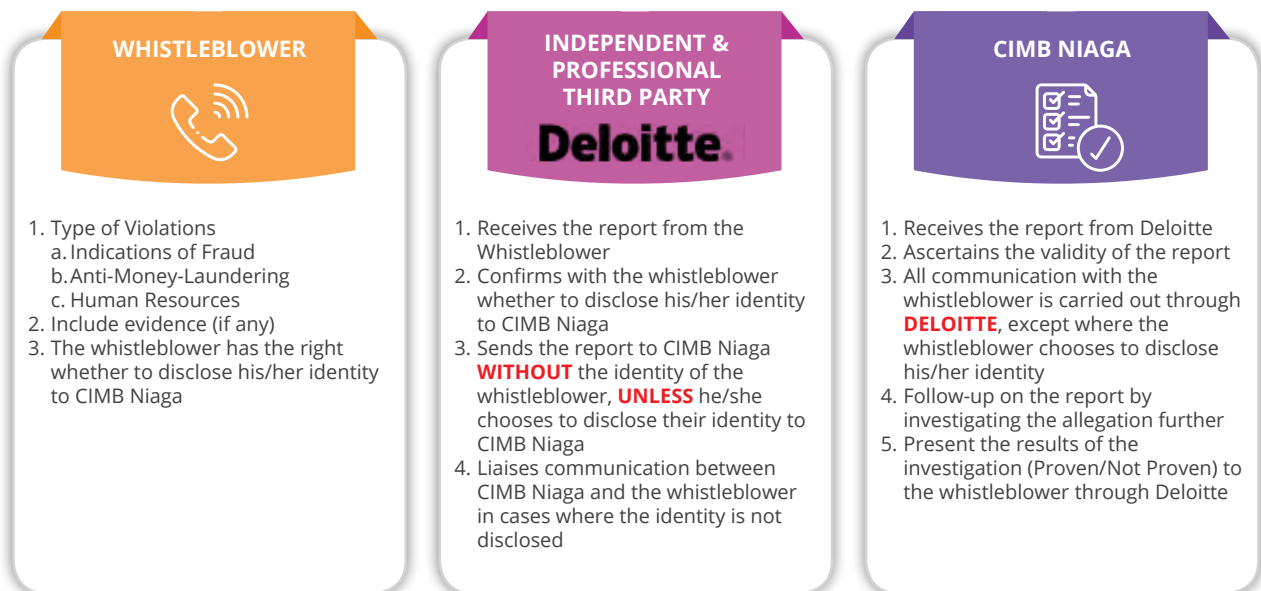 WHISTLEBLOWER
1. Type of Violations
a. Indications of Fraud
b.Anti-Money-Laundering
c. Human Resources
2. Include evidence (if any)
3. The whistleblower has the right
whether to disclose his/her identity
to CIMB Niaga
INDEPENDENT &
PROFESSIONAL
THIRD PARTY
Deloitte.
1. Receives the report from the
Whistleblower
2. Confirms with the whistleblower
whether to disclose his/her identity
to CIMB Niaga
3. Sends the report to CIMB Niaga
WITHOUT the identity of the
whistleblower, UNLESS he/she
chooses to disclose their identity to
CIMB Niaga
4. Liaises communication between
CIMB Niaga and the whistleblower
in cases where the identity is not
disclosed
CIMB NIAGA
1. Receives the report from Deloitte
2. Ascertains the validity of the report
3. All communication with the
whistleblower is carried out through
DELOITTE, except where the
whistleblower chooses to disclose
his/her identity
4. Follow-up on the report by
investigating the allegation further
5. Present the results of the
investigation (Proven/Not Proven) to
the whistleblower through Deloitte